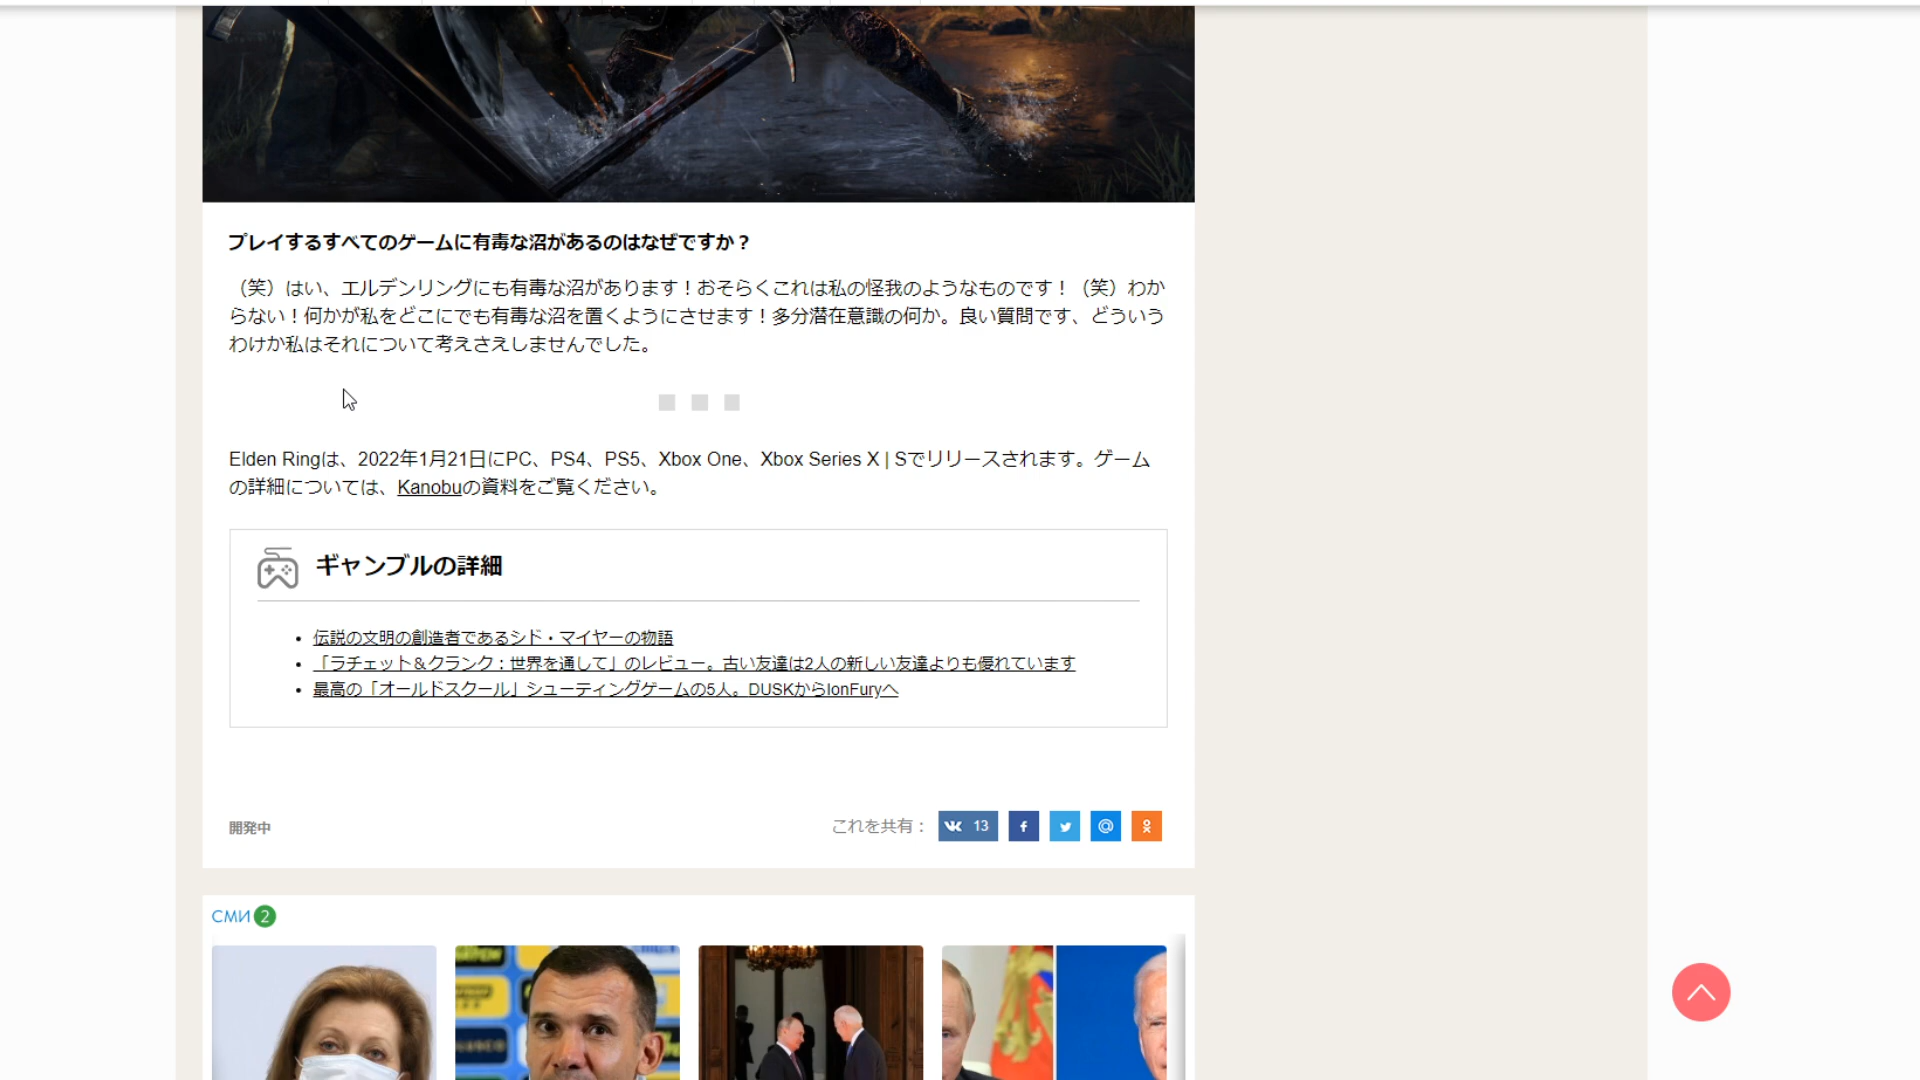 プレイするすべてのゲームに有毒な沼があるのはなぜですか？
（笑）はい、エルデンリングにも有毒な沼があります！おそらくこれは私の怪我のようなものです！（笑）わか
らない！何かが私をどこにでも有毒な沼を置くようにさせます！多分潜在意識の何か。良い質問です、どういう
わけか私はそれについて考えさえしませんでした。
Elden Ringは、2022年1月21日にPC、PS4、PS5、Xbox One、Xbox Series X | Sでリリースされます。ゲーム
の詳細については、Kanobuの資料をご覧ください。
ギャンブルの詳細
• 伝説の文明の創造者であるシド・マイヤーの物語
• 「ラチェット＆クランク：世界を通して」のレビュー。古い友達は2人の新しい友達よりも優れています
• 最高の「オールドスクール」シューティングゲームの5人。DUSKからIonFuryへ
開発中
これを共有： 13
СМИ2